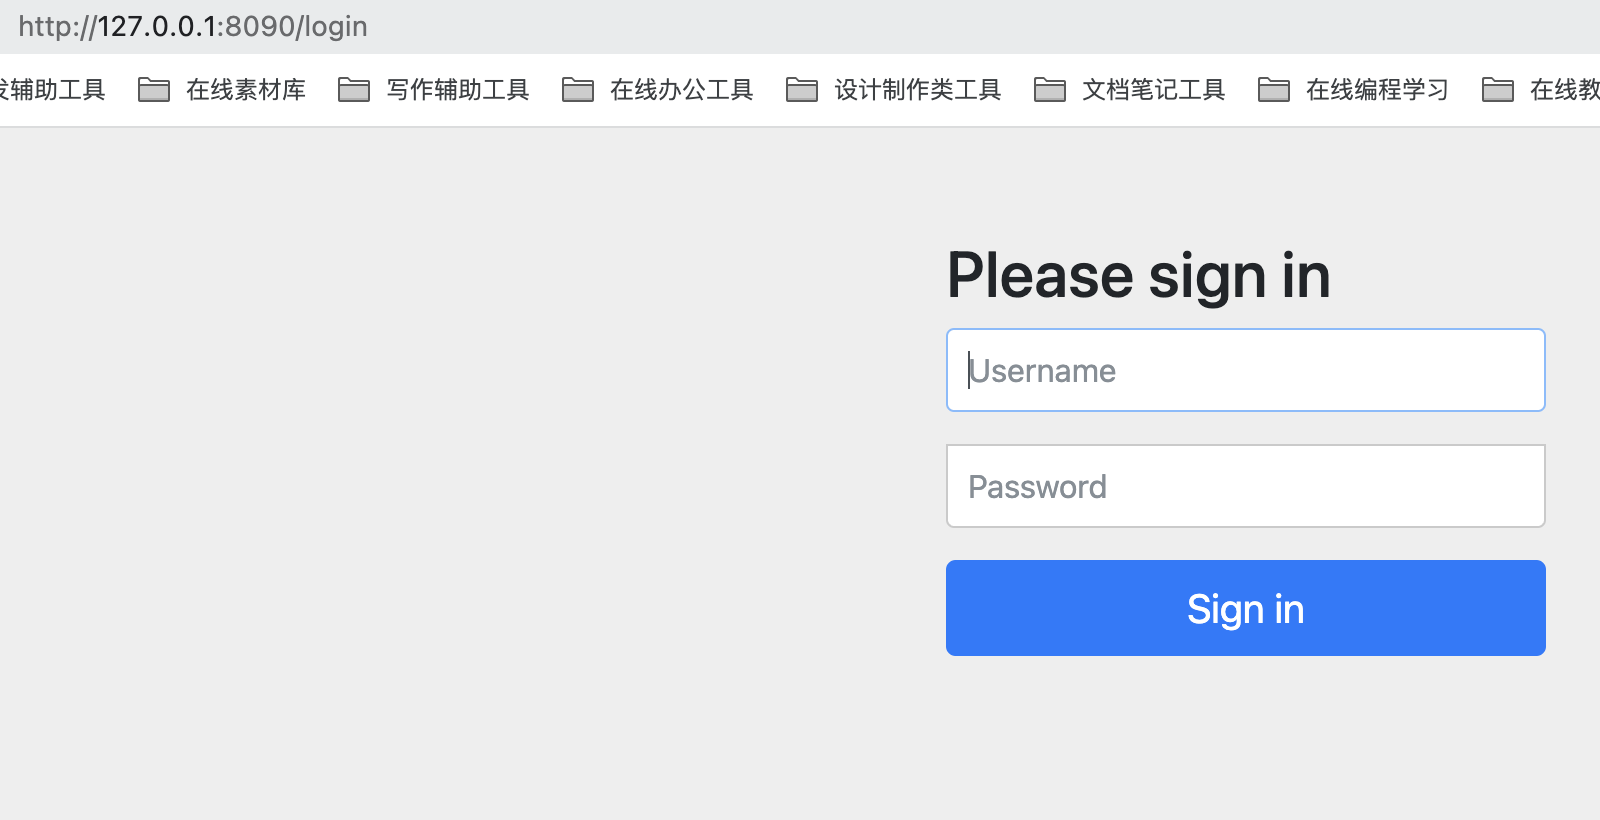 http://127.0.0.1:8090/login
发辅助工具 在线素材库 写作辅助工具 在线办公工具 设计制作类工具 文档笔记工具 在线编程学习 在线教
Please sign in
Username
Password
Sign in